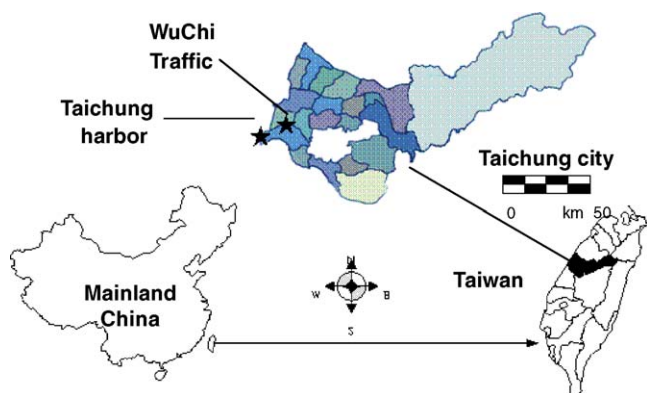 WuChi
Traffic
Taichung
harbor
Taichung city
0 km 50
Mainland
China
Taiwan
N
W
E
S